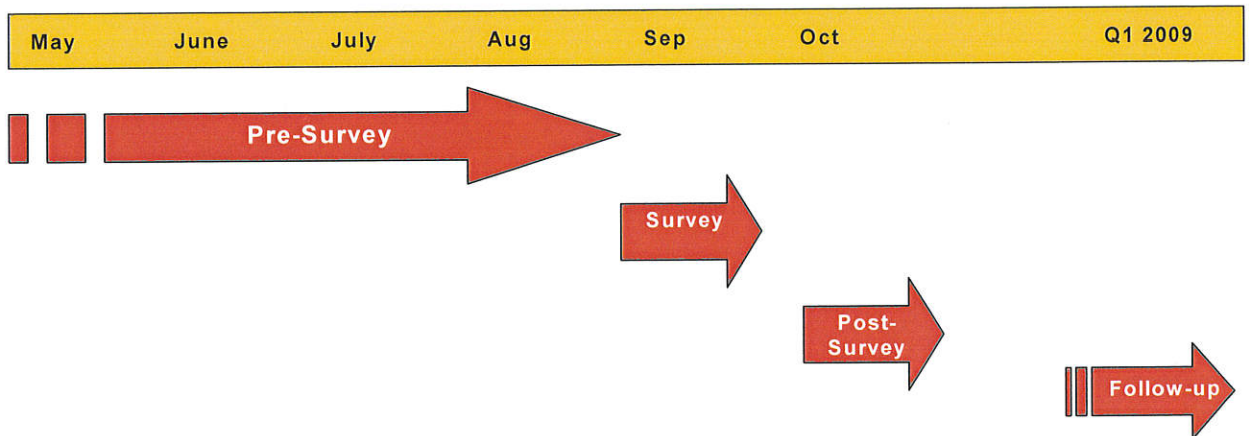 May June July Aug Sep Oct Q1 2009
Pre-Survey
Survey
Post-
Survey
Follow-up